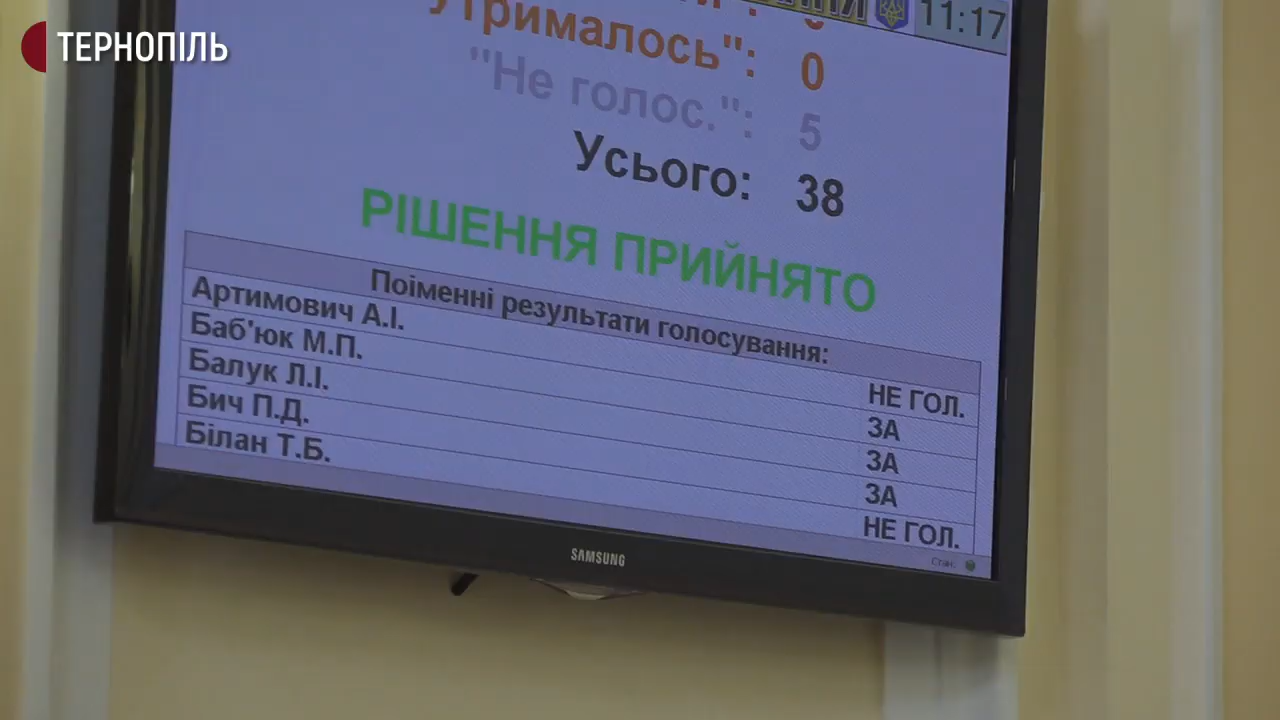 ТЕРНОПІЛЬ
11:17
Утрималось": 0
"Не голос.": 5
Усього: 38
РІШЕННЯ ПРИЙНЯТО
Поіменні результати голосування:
Артимович А.І. НЕ ГОЛ.
Баб'юк М.П. ЗА
Балук Л.І. ЗА
Бич П.Д. ЗА
Білан Т.Б. НЕ ГОЛ.
Стан:
SAMSUNG